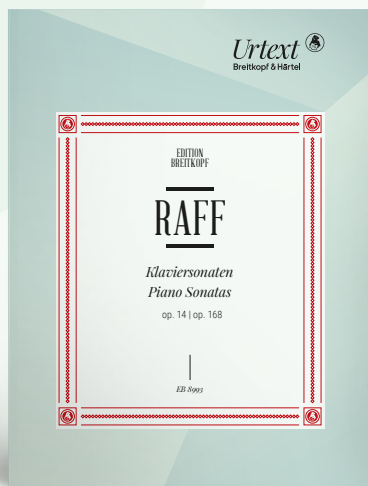 Urtext
Breitkopf & Härtel
EDITION
BREITKOPF
RAFF
Klaviersonaten
Piano Sonatas
op. 14 | op. 168
EB 8993